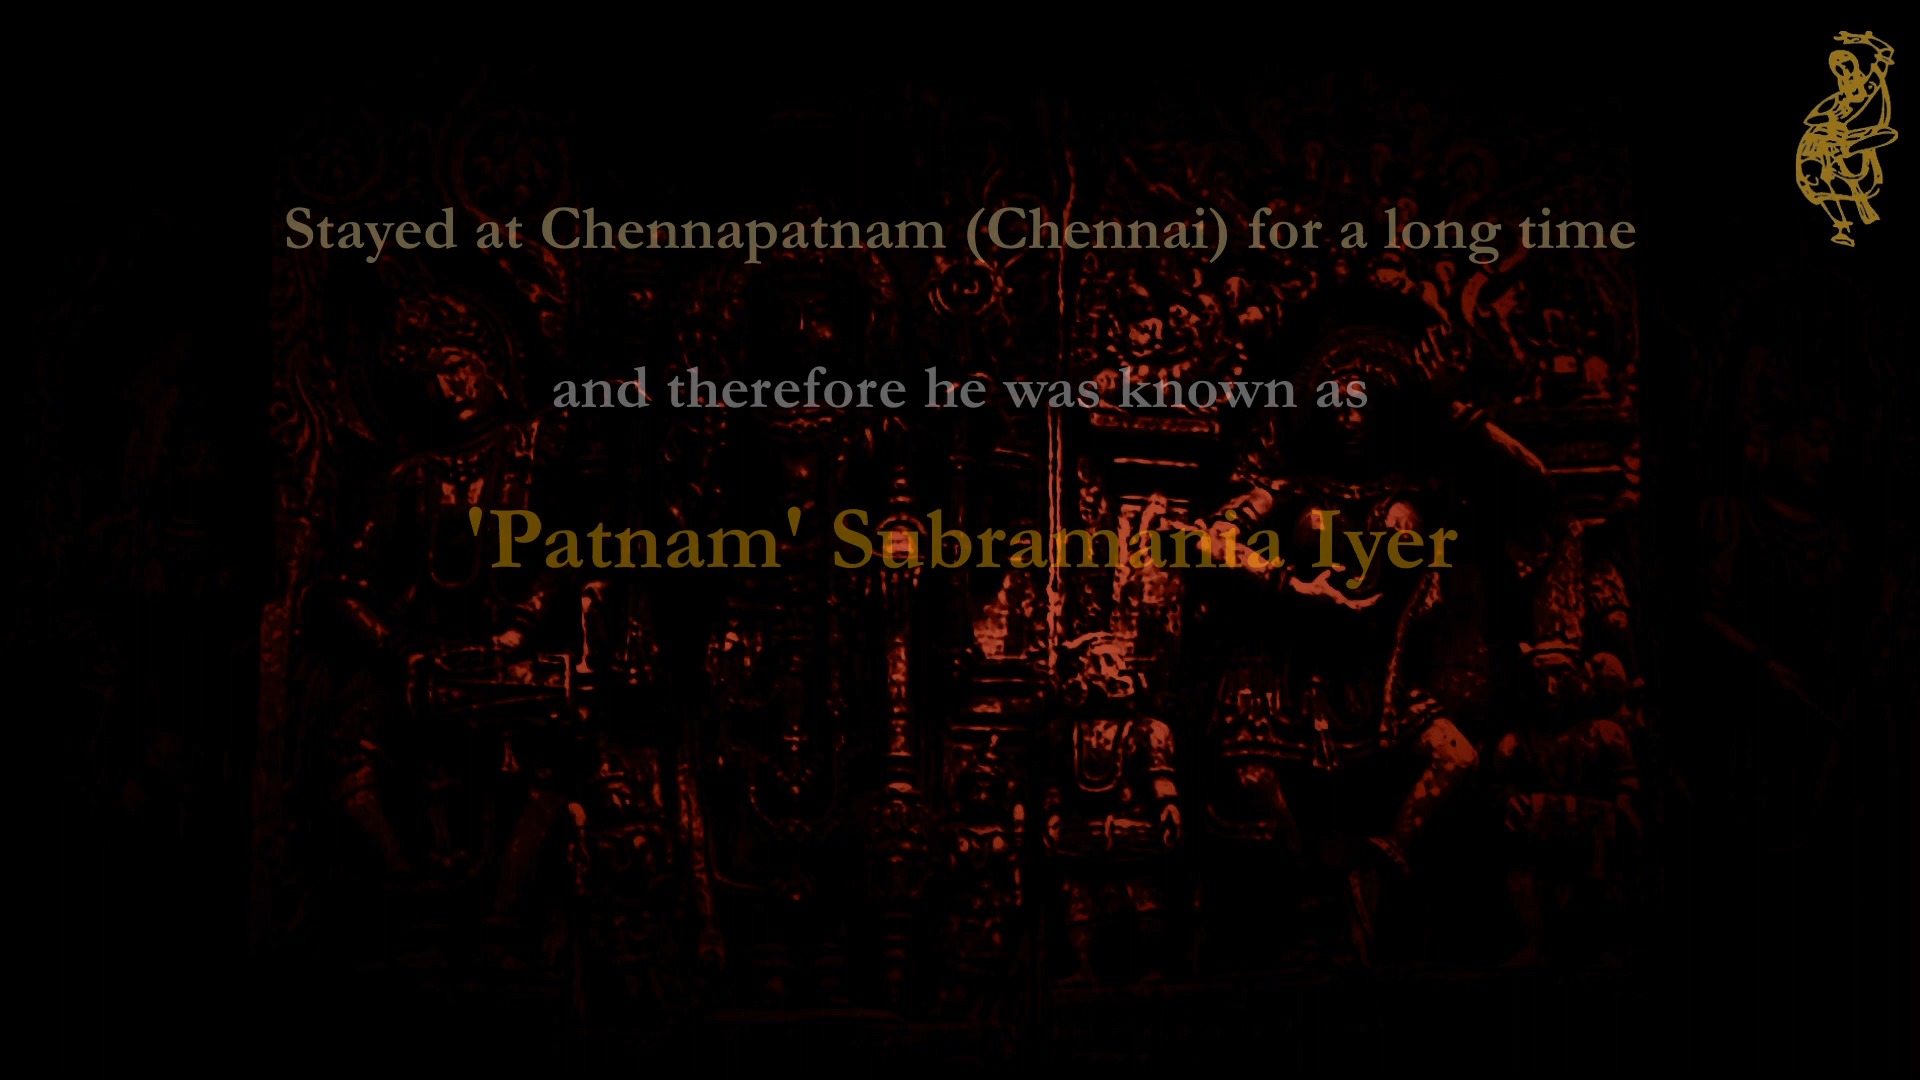 Stayed at Chennapatnam (Chennai) for a long time
and therefore he was known as
'Patnam' Subramania Iyer